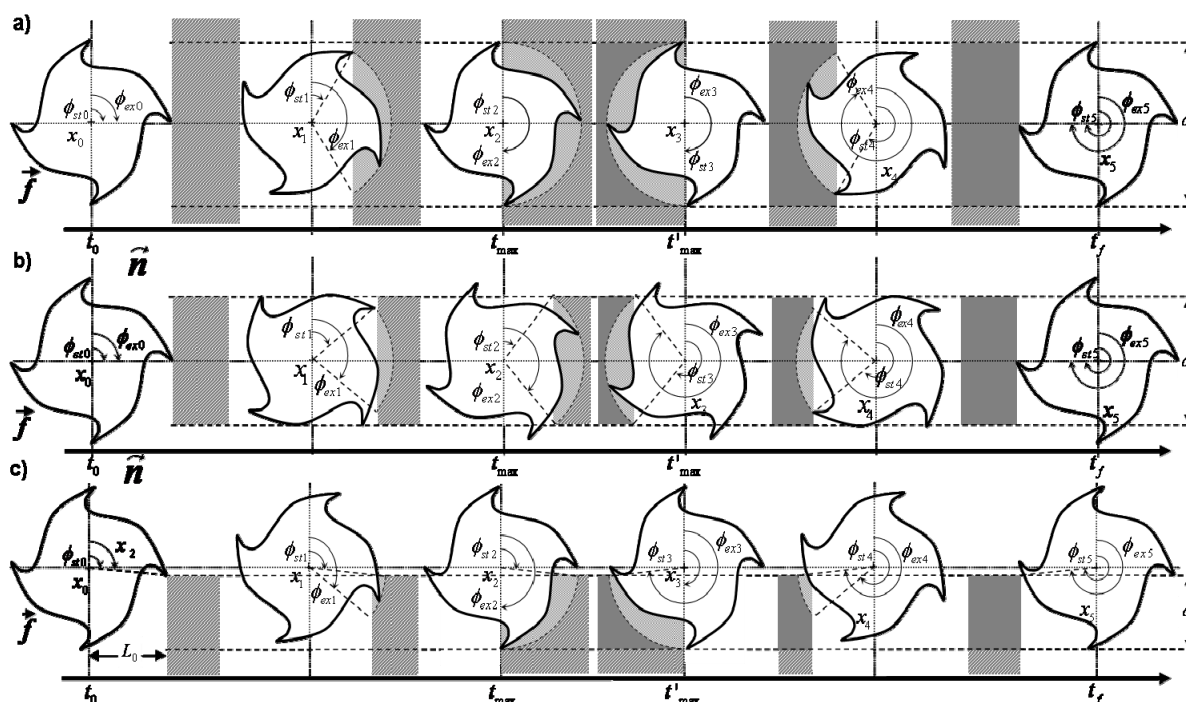 a)
ϕst0 ϕex0 x0
ϕst1 x1 ϕex1
ϕst2 x2 ϕex2
ϕex3 x3 ϕst3
ϕex4 ϕst4 x4
ϕst5 ϕex5 x5
f
t0 tmax t'max tf
b) n
ϕst0 ϕex0 x0
ϕst1 x1 ϕex1
ϕst2 x2 ϕex2
ϕex3 ϕst3
ϕex4 ϕst4 x4
ϕst5 ϕex5 x5
f
t0 tmax t'max tf
c) n
ϕst0 x2 x0
ϕst1 x1 ϕex1
ϕst2 x2 ϕex2
ϕst3 ϕex3 x3
ϕst4 ϕex4 x4
ϕst5 ϕex5 x5
f
L0
t0 tmax t'max tf